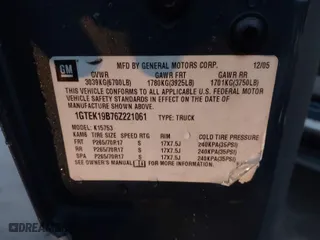 GM
MFD BY GENERAL MOTORS CORP. 12/05
GVWR GAWR FRT GAWR RR
3039KG(6700LB) 1780KG(3925LB) 1701KG(3750LB)
THIS VEHICLE CONFORMS TO ALL APPLICABLE U.S. FEDERAL MOTOR
VEHICLE SAFETY STANDARDS IN EFFECT ON THE DATE OF
MANUFACTURE SHOWN ABOVE.
1GTEK19B76Z221061 TYPE: TRUCK
MODEL: K15753
TIRE SIZE SPEED RTG RIM COLD TIRE PRESSURE
FRT P265/70R17 S 17X7.5J 240KPA(35PSI)
RR P265/70R17 S 17X7.5J 240KPA(35PSI)
SPA P265/70R17 S 17X7.5J 240KPA(35PSI)
SEE OWNER'S MANUAL FOR